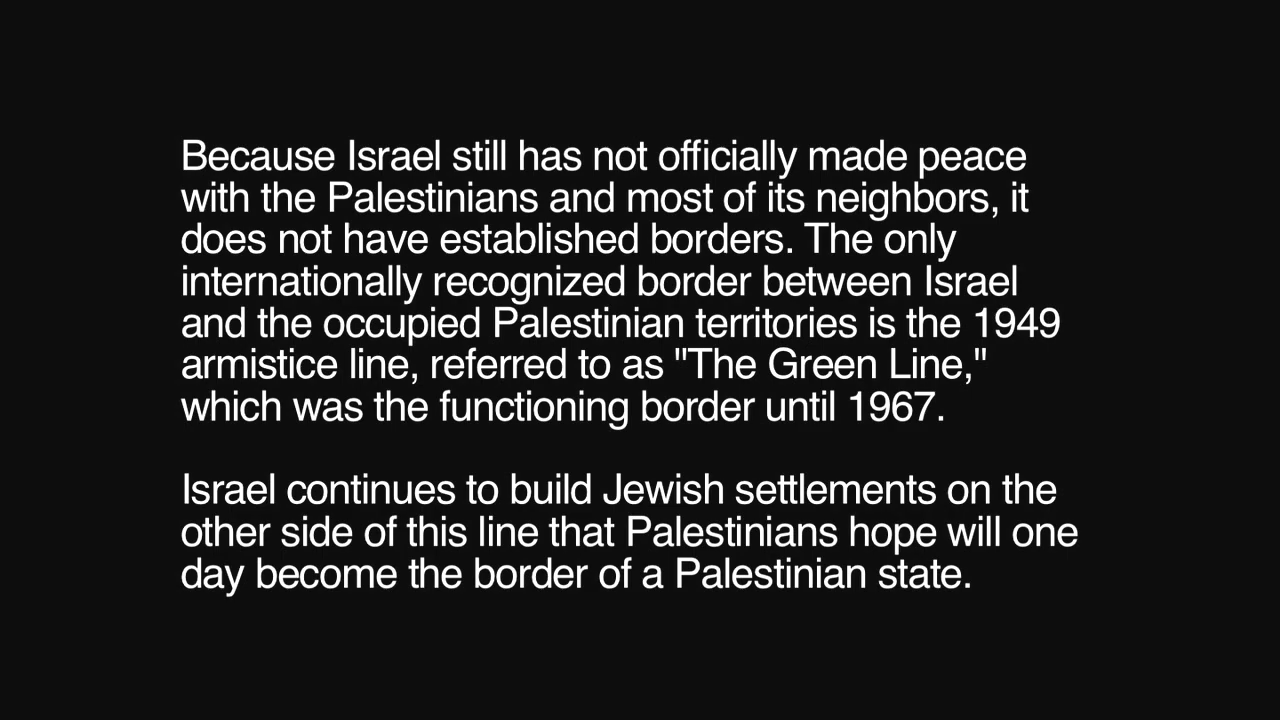 Because Israel still has not officially made peace
with the Palestinians and most of its neighbors, it
does not have established borders. The only
internationally recognized border between Israel
and the occupied Palestinian territories is the 1949
armistice line, referred to as "The Green Line,"
which was the functioning border until 1967.
Israel continues to build Jewish settlements on the
other side of this line that Palestinians hope will one
day become the border of a Palestinian state.